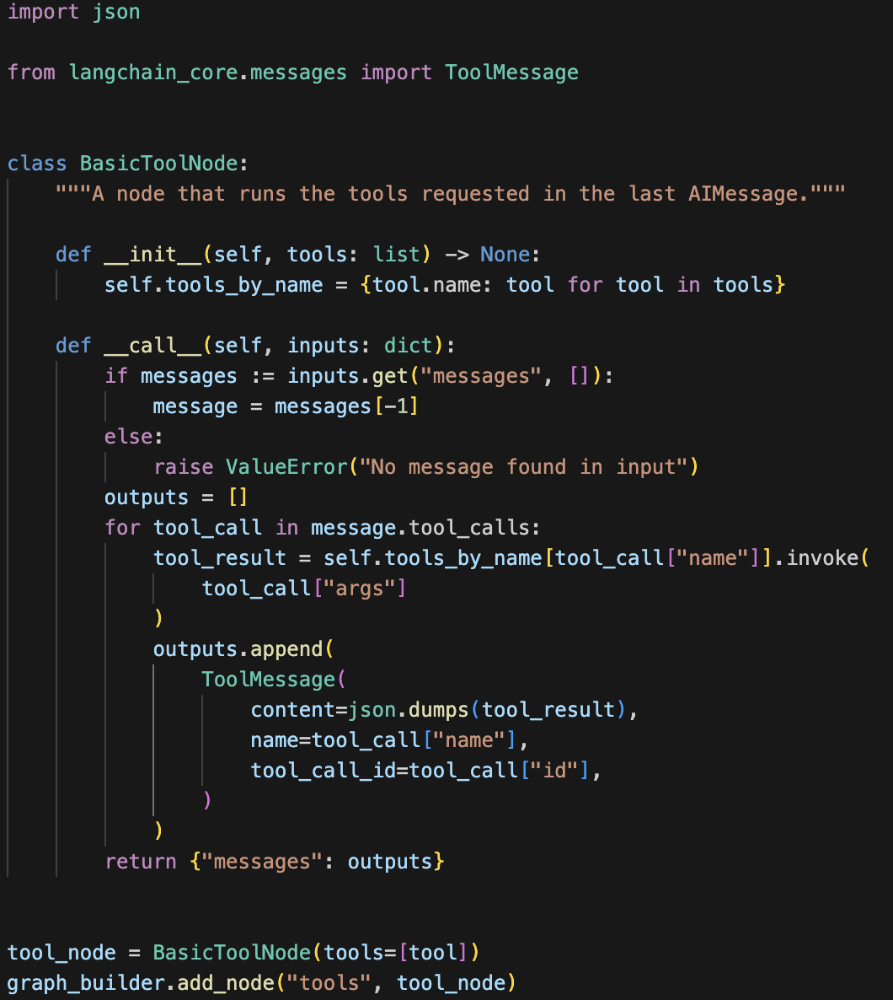 import json
from langchain_core.messages import ToolMessage
class BasicToolNode:
    """A node that runs the tools requested in the last AIMessage."""
    def __init__(self, tools: list) -> None:
        self.tools_by_name = {tool.name: tool for tool in tools}
    def __call__(self, inputs: dict):
        if messages := inputs.get("messages", []):
            message = messages[-1]
        else:
            raise ValueError("No message found in input")
        outputs = []
        for tool_call in message.tool_calls:
            tool_result = self.tools_by_name[tool_call["name"]].invoke(
                tool_call["args"]
            )
            outputs.append(
                ToolMessage(
                    content=json.dumps(tool_result),
                    name=tool_call["name"],
                    tool_call_id=tool_call["id"],
                )
            )
        return {"messages": outputs}
tool_node = BasicToolNode(tools=[tool])
graph_builder.add_node("tools", tool_node)